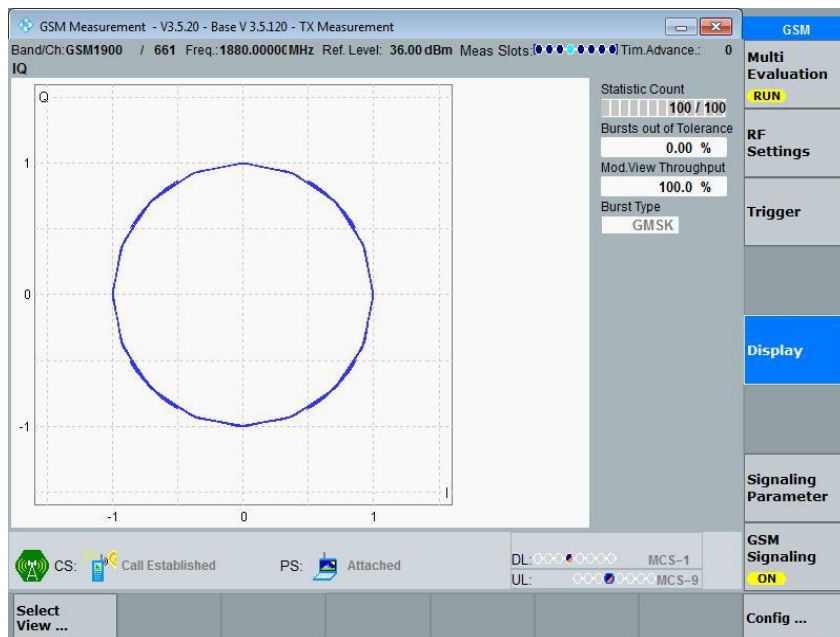 GSM Measurement - V3.5.20 - Base V 3.5.120 - TX Measurement
Band/Ch: GSM1900 / 661 Freq.: 1880.0000 MHz Ref. Level: 36.00 dBm Meas Slots: Tim.Advance.: 0
IQ
Q
1
0
-1
-1 0 1
I
Statistic Count
100 / 100
Bursts out of Tolerance
0.00 %
Mod.View Throughput
100.0 %
Burst Type
GMSK
CS: Call Established PS: Attached
DL: MCS-1
UL: MCS-9
Select
View ...
GSM
Multi
Evaluation
RUN
RF
Settings
Trigger
Display
Signaling
Parameter
GSM
Signaling
ON
Config ...